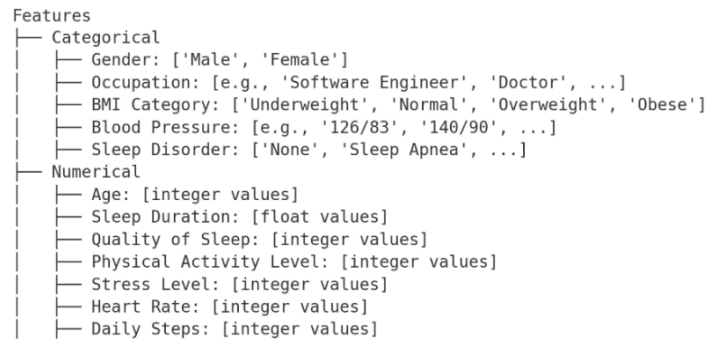 Features
├── Categorical
│   ├── Gender: ['Male', 'Female']
│   ├── Occupation: [e.g., 'Software Engineer', 'Doctor', ...]
│   ├── BMI Category: ['Underweight', 'Normal', 'Overweight', 'Obese']
│   ├── Blood Pressure: [e.g., '126/83', '140/90', ...]
│   ├── Sleep Disorder: ['None', 'Sleep Apnea', ...]
├── Numerical
│   ├── Age: [integer values]
│   ├── Sleep Duration: [float values]
│   ├── Quality of Sleep: [integer values]
│   ├── Physical Activity Level: [integer values]
│   ├── Stress Level: [integer values]
│   ├── Heart Rate: [integer values]
│   ├── Daily Steps: [integer values]